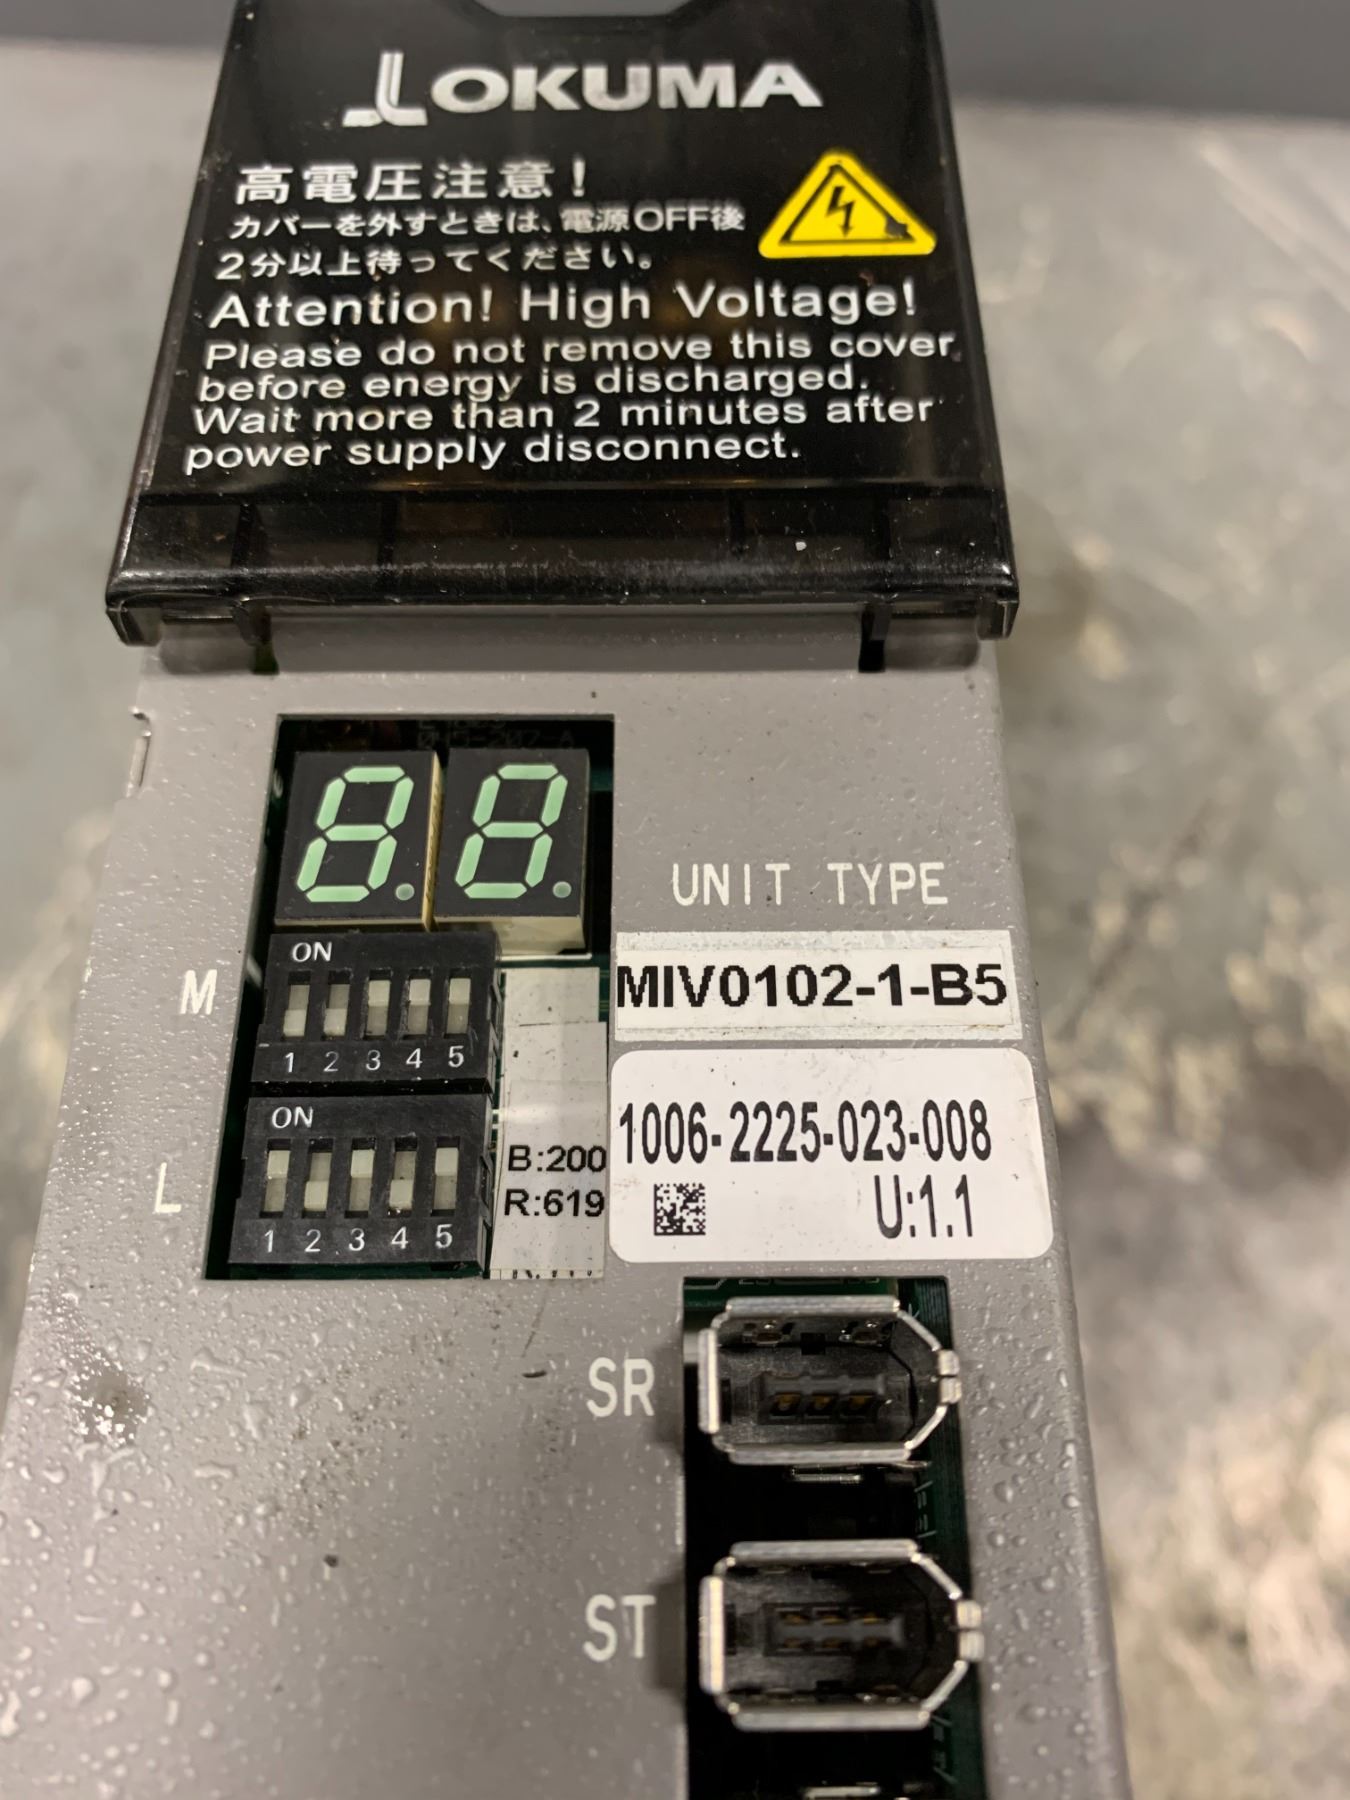 OKUMA
高電圧注意!
カバーを外すときは、電源OFF後
2分以上待ってください。
Attention! High Voltage!
Please do not remove this cover
before energy is discharged.
Wait more than 2 minutes after
power supply disconnect.
UNIT TYPE
MIV0102-1-B5
M
ON
1 2 3 4 5
L
ON
1 2 3 4 5
B:200
R:619
1006-2225-023-008
U:1.1
SR
ST